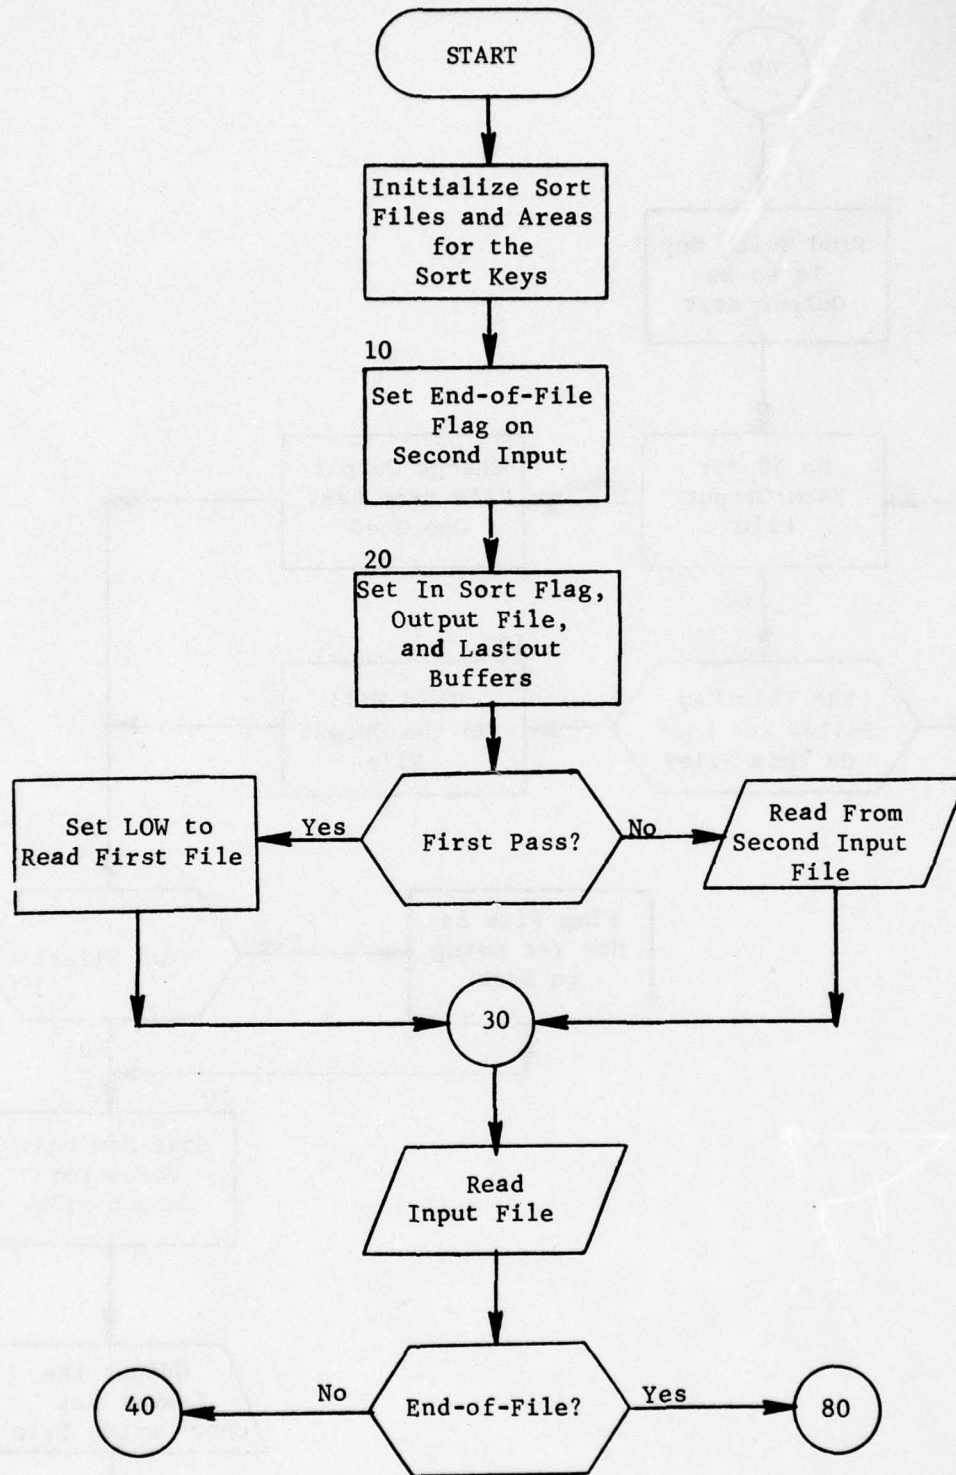 START
Initialize Sort
Files and Areas
for the
Sort Keys
10
Set End-of-File
Flag on
Second Input
20
Set In Sort Flag,
Output File,
and Lastout
Buffers
Set LOW to
Read First File
Yes
First Pass?
No
Read From
Second Input
File
30
Read
Input File
40
No
End-of-File?
Yes
80